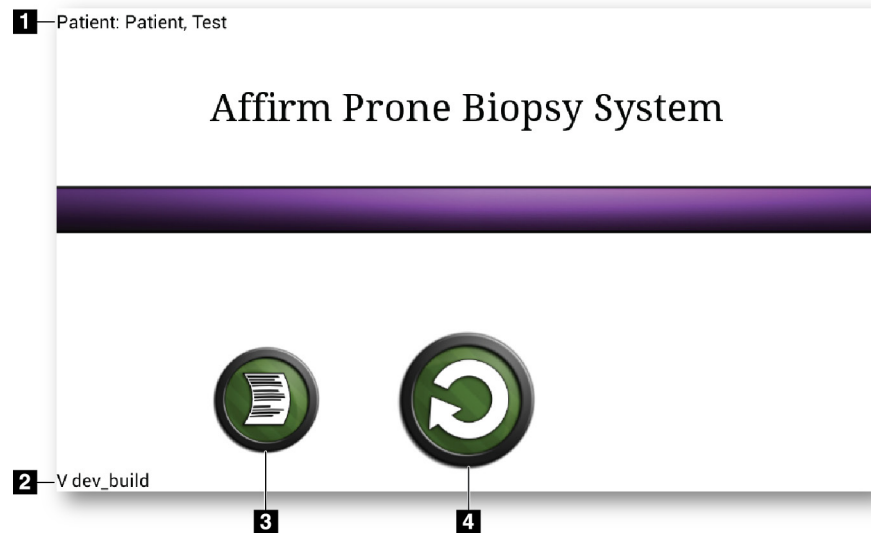 1 Patient: Patient, Test
Affirm Prone Biopsy System
2 V dev_build
3 4